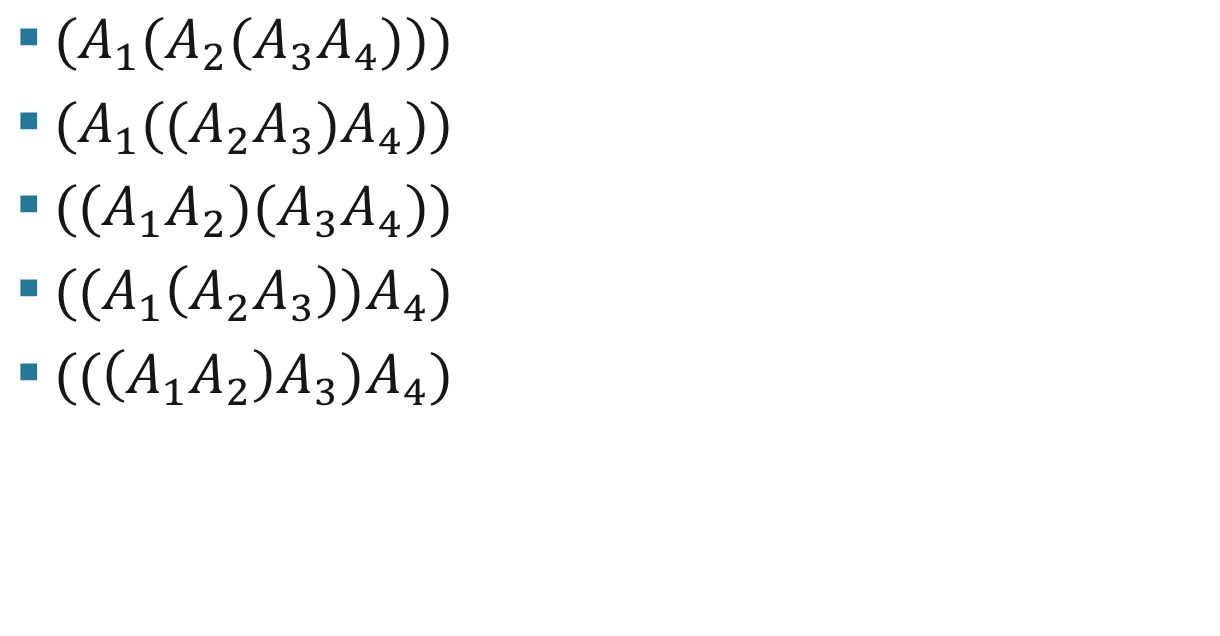 ▪ (A₁(A₂(A₃A₄)))
▪ (A₁((A₂A₃)A₄))
▪ ((A₁A₂)(A₃A₄))
▪ ((A₁(A₂A₃))A₄)
▪ (((A₁A₂)A₃)A₄)